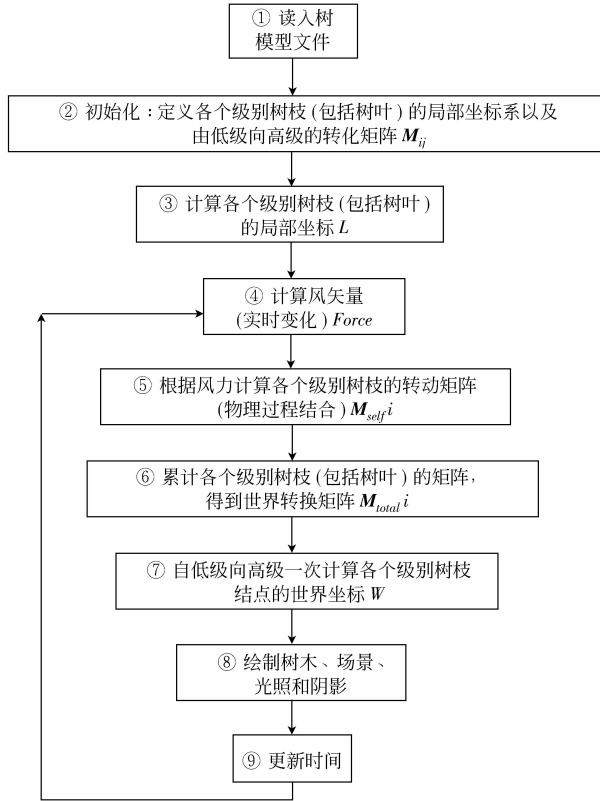 ① 读入树
模型文件
② 初始化：定义各个级别树枝(包括树叶)的局部坐标系以及
由低级向高级的转化矩阵 Mij
③ 计算各个级别树枝(包括树叶)
的局部坐标 L
④ 计算风矢量
(实时变化) Force
⑤ 根据风力计算各个级别树枝的转动矩阵
(物理过程结合) Mself i
⑥ 累计各个级别树枝(包括树叶)的矩阵，
得到世界转换矩阵 Mtotal i
⑦ 自低级向高级一次计算各个级别树枝
结点的世界坐标 W
⑧ 绘制树木、场景、
光照和阴影
⑨ 更新时间